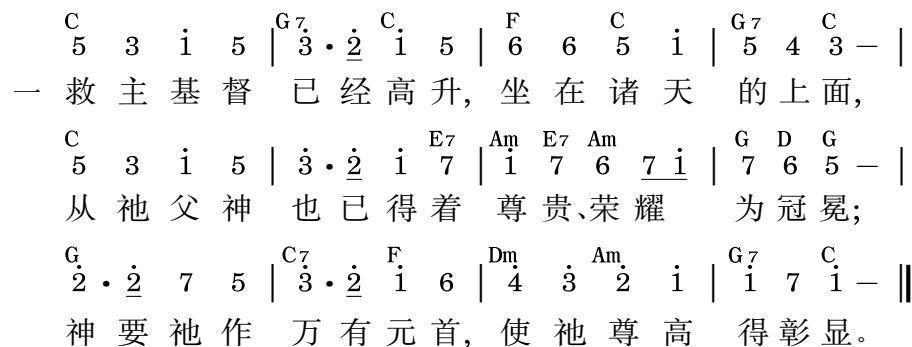 C G7 C F C G7 C
5 3 i̇ 5 | 3̇ · 2̇ 1̇ 5 | 6 6 5 1̇ | 5 4 3 – |
一 救主基督 已经高升, 坐在诸天 的上面,
C E7 Am E7 Am G D G
5 3 1̇ 5 | 3̇ · 2̇ 1̇ 7 | 1̇ 7 6 7 1̇ | 7 6 5 – |
从祂父神 也已得着 尊贵、荣耀 为冠冕;
G C7 F Dm Am G7 C
2̇ · 2̇ 7 5 | 3̇ · 2̇ 1̇ 6 | 4̇ 3̇ 2̇ 1̇ | 1̇ 7 1̇ – ‖
神要祂作 万有元首, 使祂尊高 得彰显。